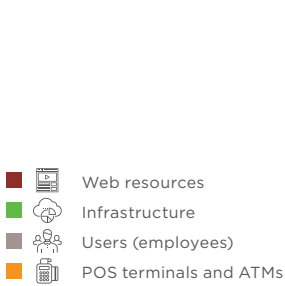 Web resources
Infrastructure
Users (employees)
POS terminals and ATMs